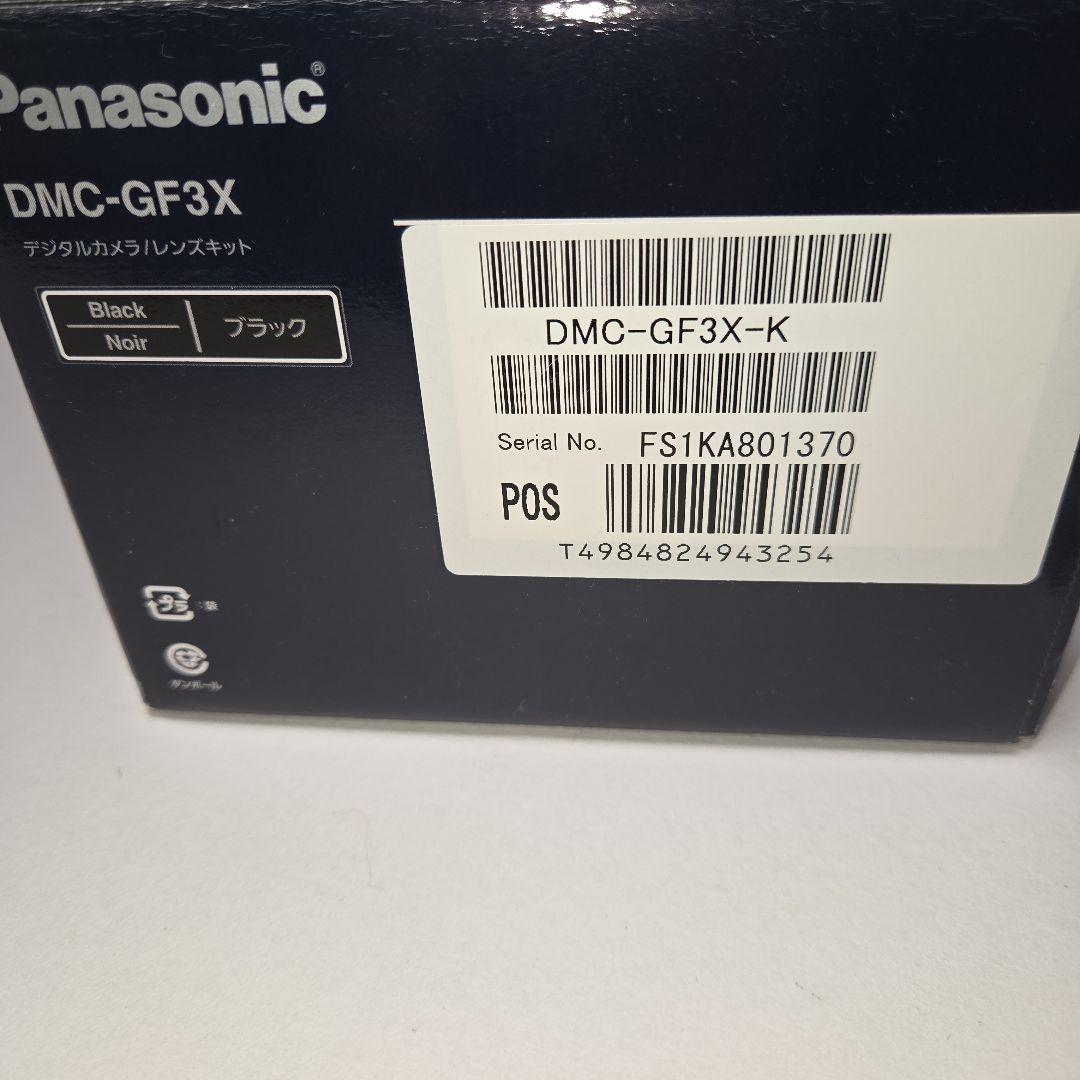 Panasonic®
DMC-GF3X
デジタルカメラ/レンズキット
Black
Noir
ブラック
DMC-GF3X-K
Serial No. FS1KA801370
POS
T4984824943254
プラ :袋
ダンボール